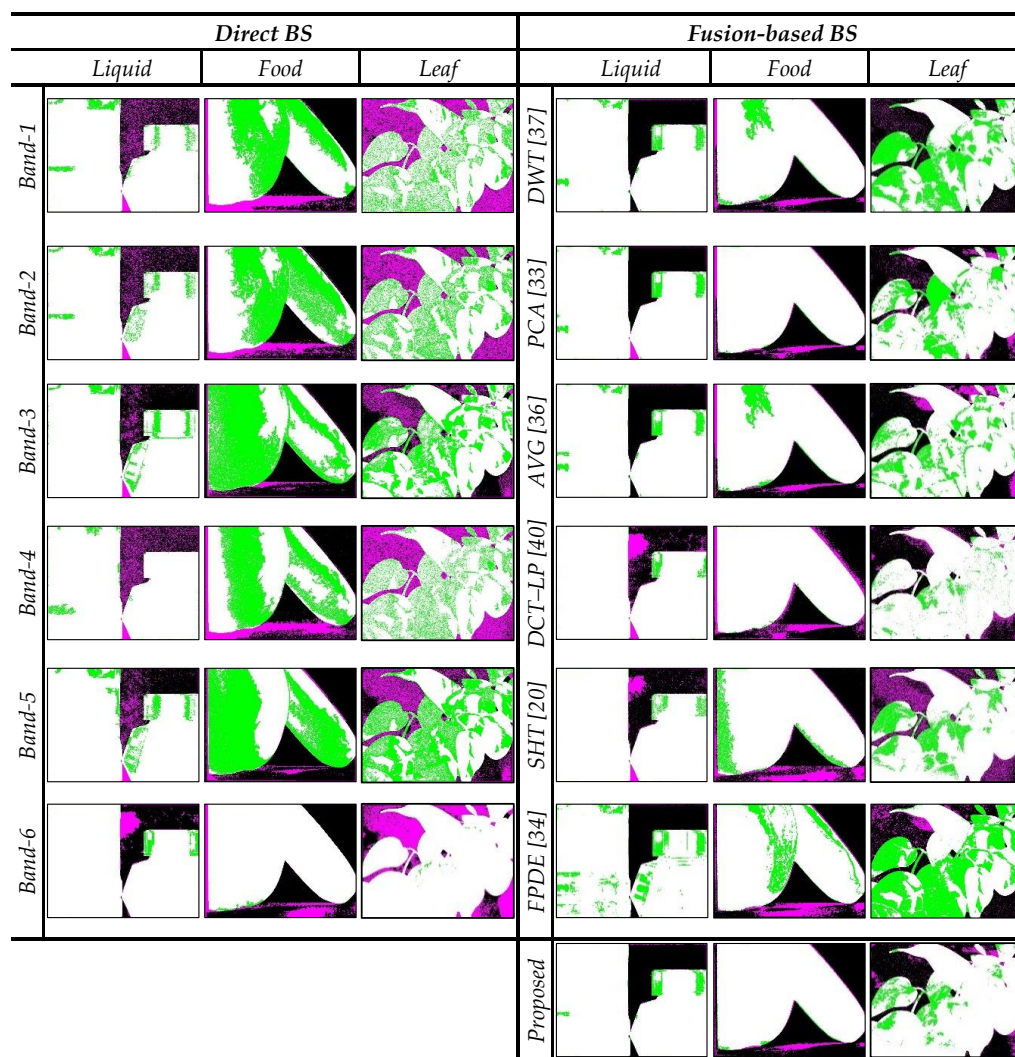 Direct BS Fusion-based BS
Liquid Food Leaf Liquid Food Leaf
Band-1 DWT [37]
Band-2 PCA [33]
Band-3 AVG [36]
Band-4 DCT–LP [40]
Band-5 SHT [20]
Band-6 FPDE [34]
Proposed